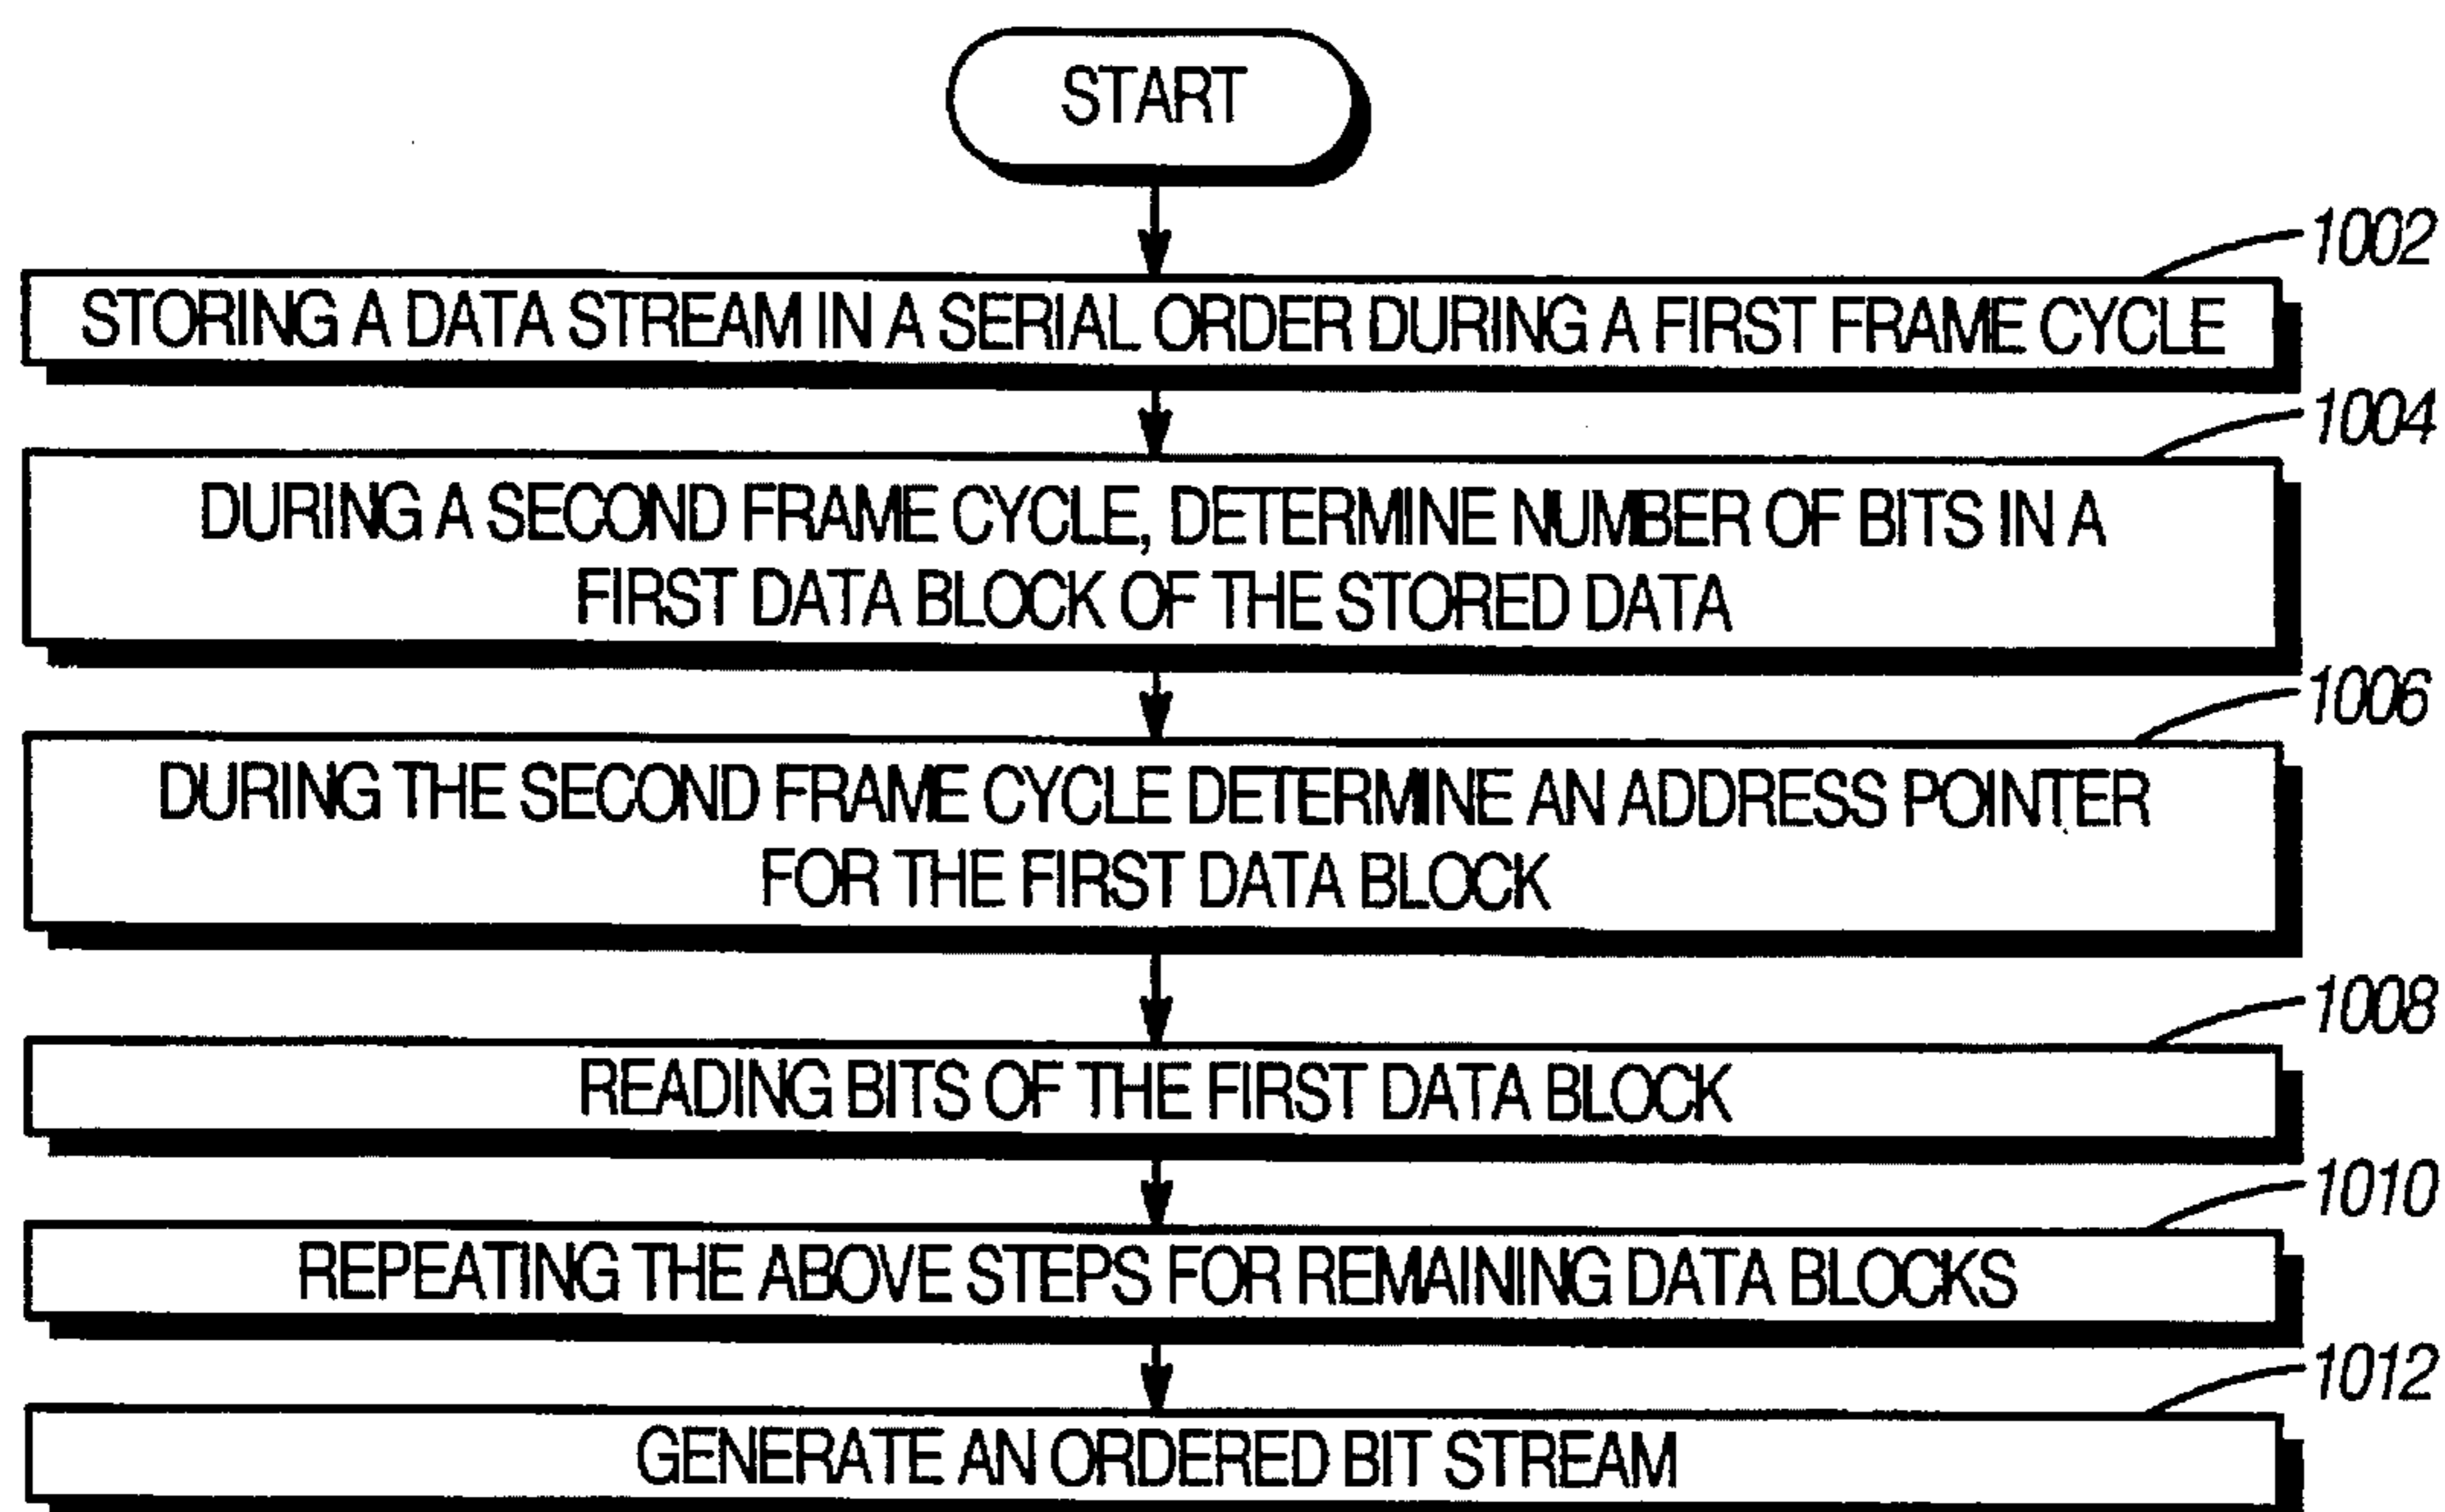 START
1002
STORING A DATA STREAM IN A SERIAL ORDER DURING A FIRST FRAME CYCLE
1004
DURING A SECOND FRAME CYCLE, DETERMINE NUMBER OF BITS IN A
FIRST DATA BLOCK OF THE STORED DATA
1006
DURING THE SECOND FRAME CYCLE DETERMINE AN ADDRESS POINTER
FOR THE FIRST DATA BLOCK
1008
READING BITS OF THE FIRST DATA BLOCK
1010
REPEATING THE ABOVE STEPS FOR REMAINING DATA BLOCKS
1012
GENERATE AN ORDERED BIT STREAM